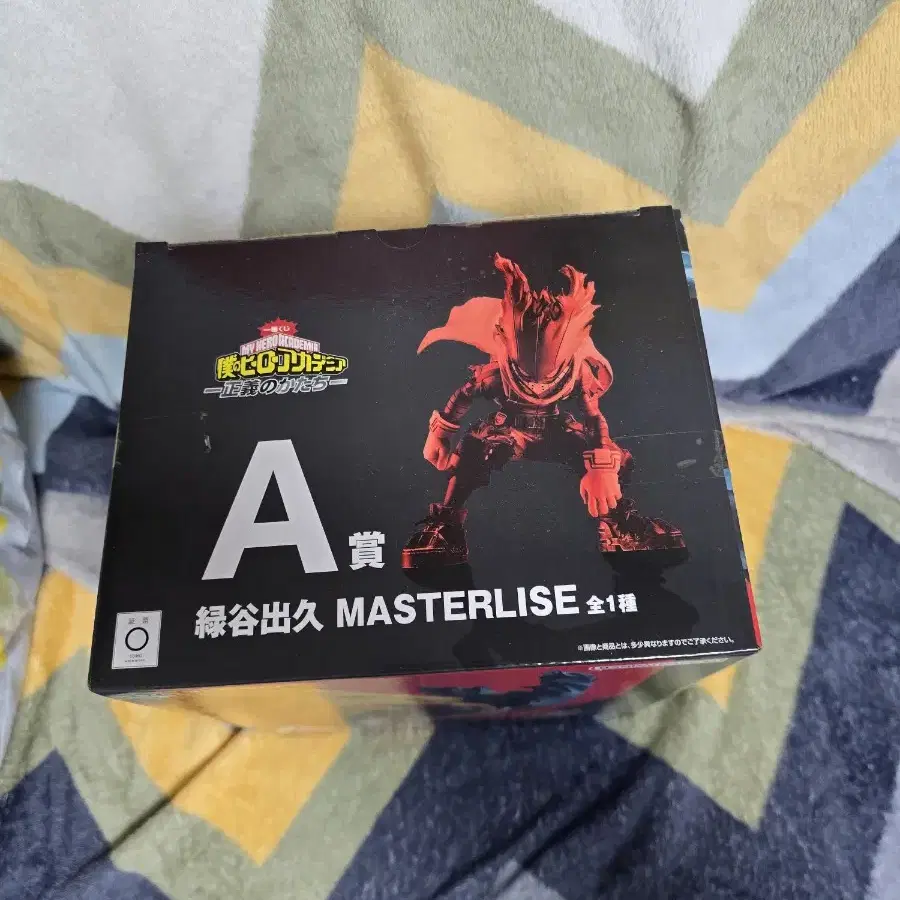 一番くじ
MY HERO ACADEMIA
僕のヒーローアカデミア
―正義のかたち―
A賞
緑谷出久 MASTERLISE 全1種
※画像と商品とは、多少異なりますのでご了承ください。